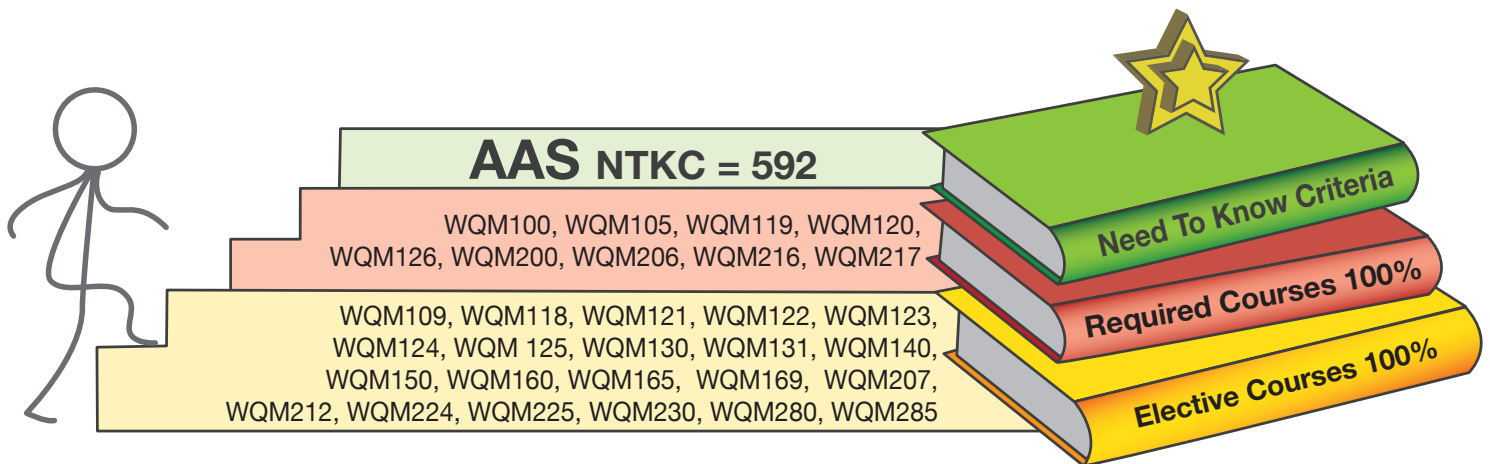 AAS NTKC = 592
WQM100, WQM105, WQM119, WQM120,
WQM126, WQM200, WQM206, WQM216, WQM217
WQM109, WQM118, WQM121, WQM122, WQM123,
WQM124, WQM 125, WQM130, WQM131, WQM140,
WQM150, WQM160, WQM165, WQM169, WQM207,
WQM212, WQM224, WQM225, WQM230, WQM280, WQM285
Need To Know Criteria
Required Courses 100%
Elective Courses 100%